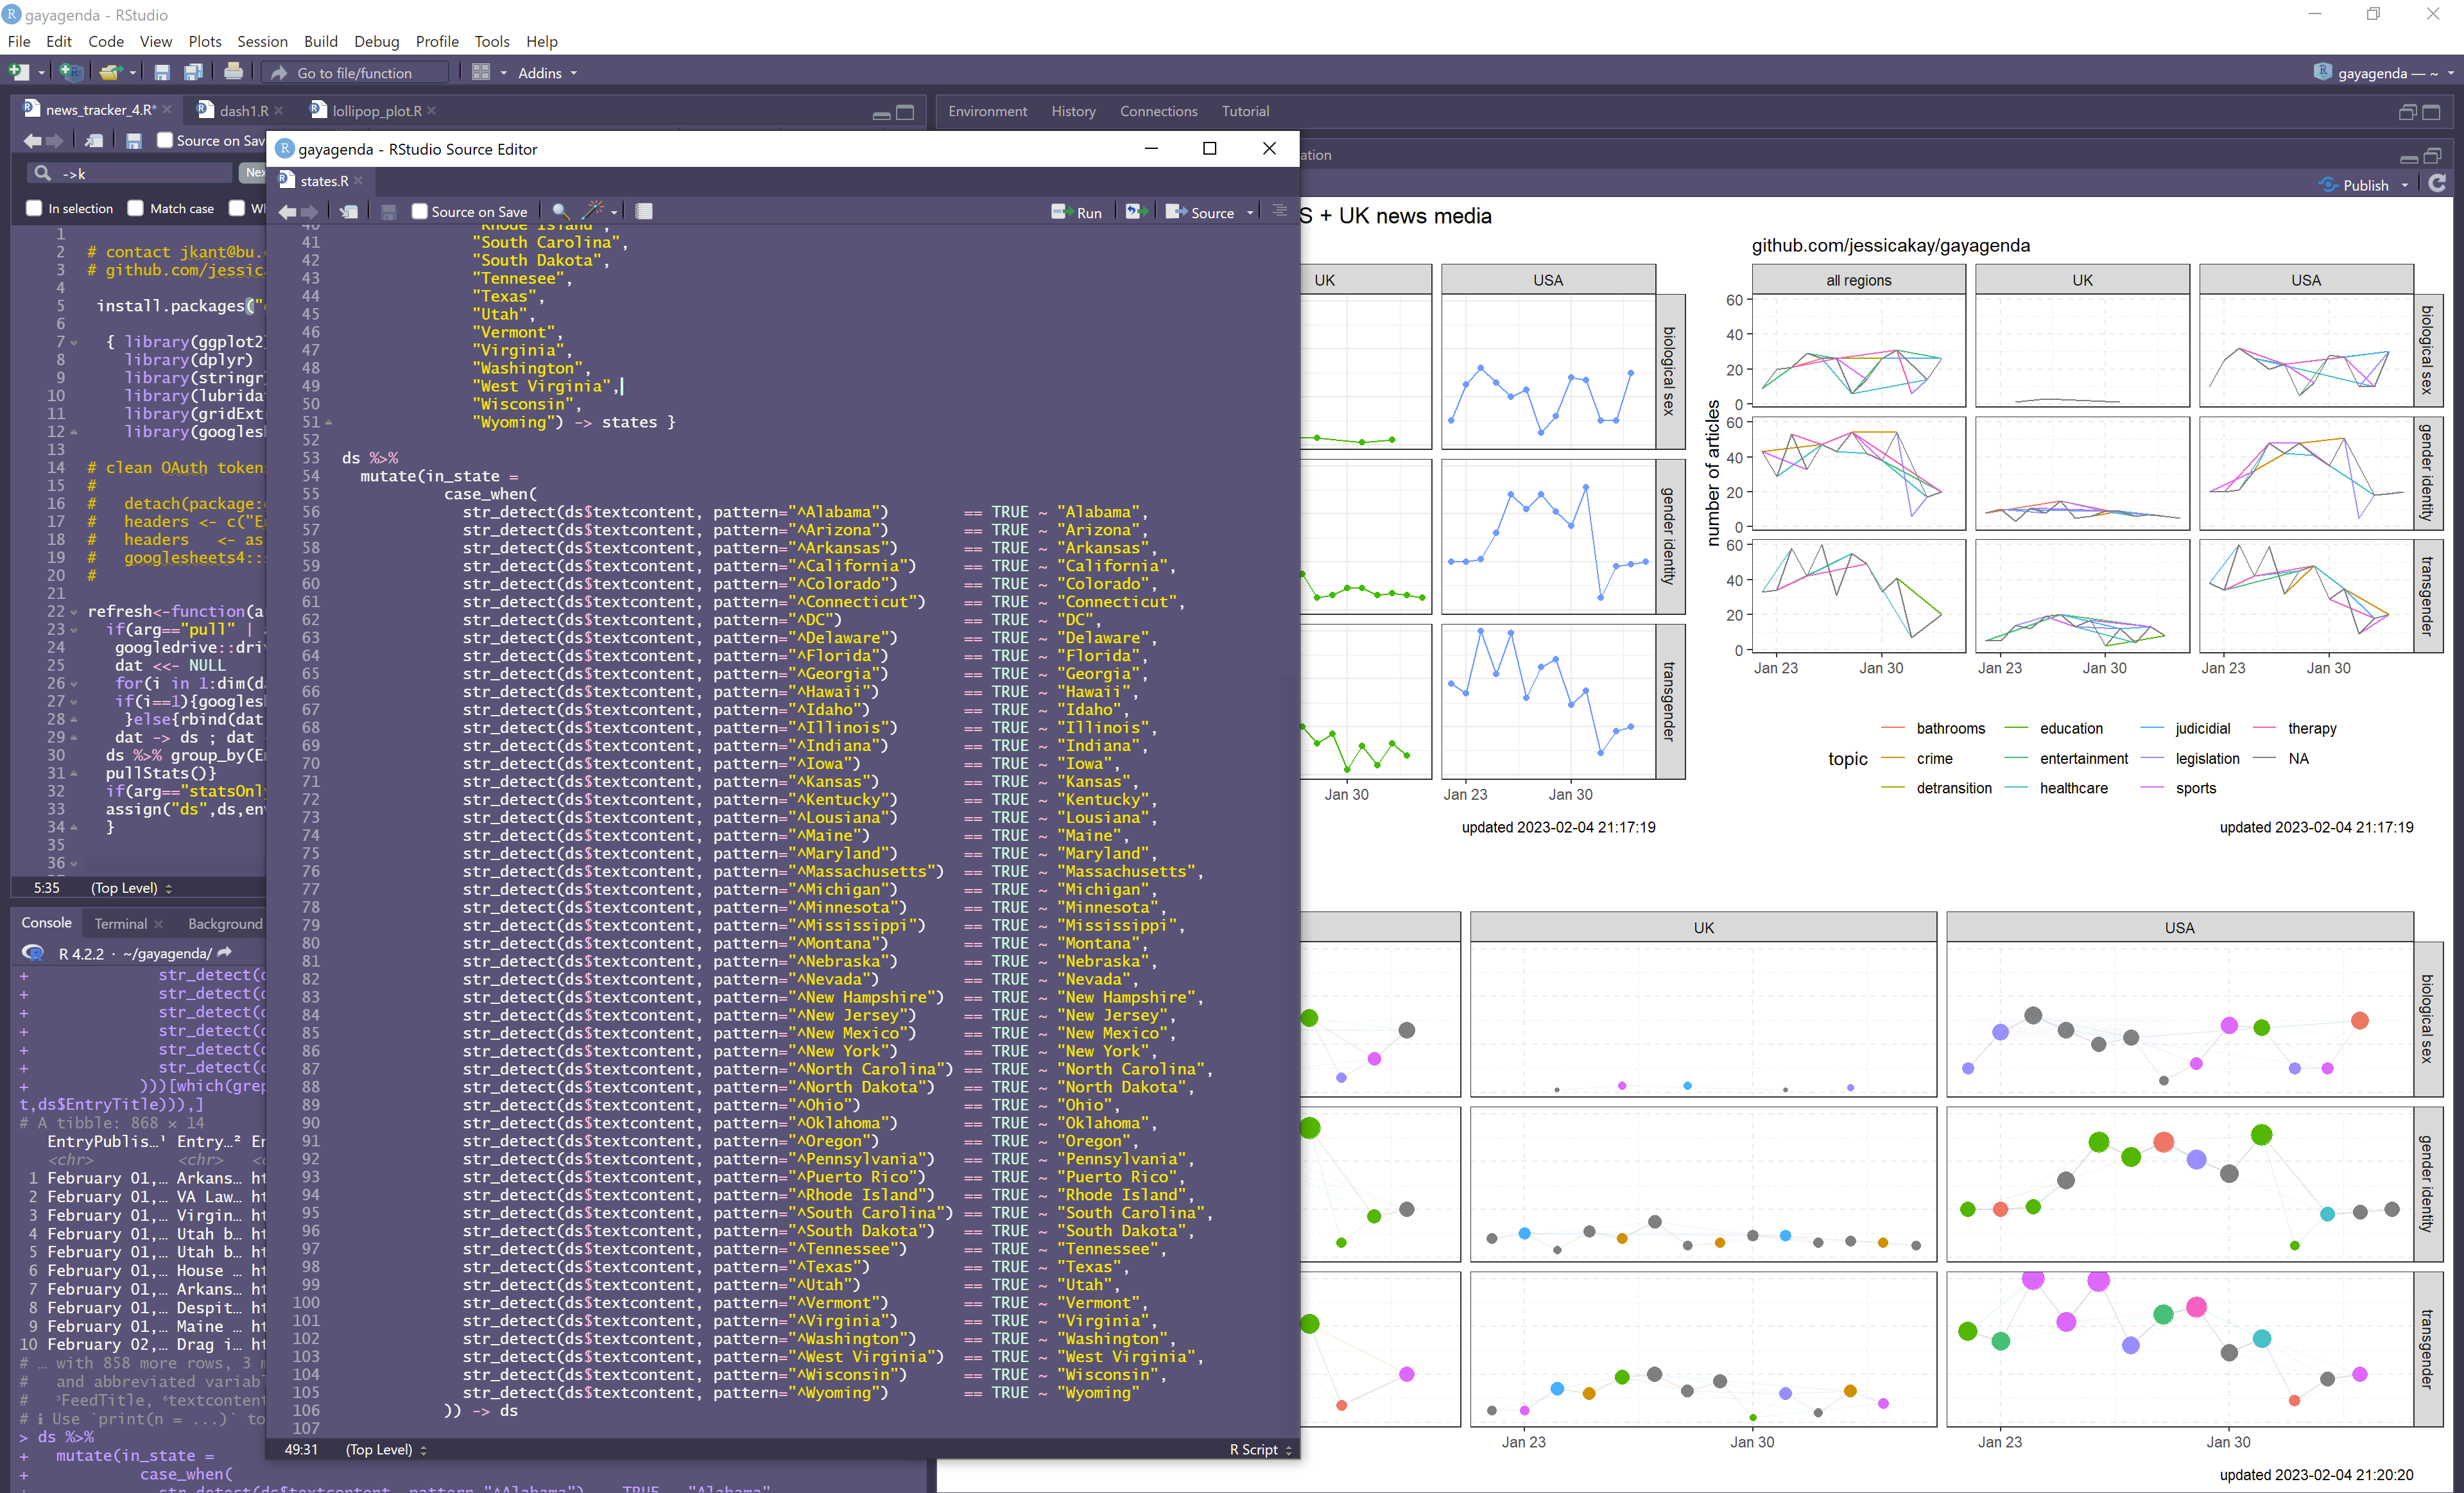 gayagenda - RStudio
File Edit Code View Plots Session Build Debug Profile Tools Help
Go to file/function Addins gayagenda — ~
news_tracker_4.R* dash1.R lollipop_plot.R
Source on Sav
->k
In selection Match case
1
2 # contact jkant@bu.
3 # github.com/jessic
4
5 install.packages("
6
7 { library(ggplot2
8 library(dplyr)
9 library(stringr
10 library(lubrida
11 library(gridExt
12 library(googles
13
14 # clean OAuth token
15 #
16 # detach(package:
17 # headers <- c("E
18 # headers <- as
19 # googlesheets4::
20 #
21
22 refresh<-function(a
23 if(arg=="pull" |
24 googledrive::dri
25 dat <<- NULL
26 for(i in 1:dim(d
27 if(i==1){googles
28 }else{rbind(dat
29 dat -> ds ; dat
30 ds %>% group_by(E
31 pullStats()}
32 if(arg=="statsOnl
33 assign("ds",ds,en
34 }
35
36
5:35 (Top Level)
Console Terminal Background
R 4.2.2 · ~/gayagenda/
+ str_detect(
+ str_detect(
+ str_detect(
+ str_detect(
+ str_detect(
+ str_detect(
+ )))[which(grep
t,ds$EntryTitle))),]
# A tibble: 868 × 14
EntryPublis…¹ Entry…² En
<chr> <chr>
1 February 01,… Arkans… ht
2 February 01,… VA Law… ht
3 February 01,… Virgin… ht
4 February 01,… Utah b… ht
5 February 01,… Utah b… ht
6 February 01,… House … ht
7 February 01,… Arkans… ht
8 February 01,… Despit… ht
9 February 01,… Maine … ht
10 February 02,… Drag i… ht
# … with 858 more rows, 3 m
# and abbreviated variabl
# ⁵FeedTitle, ⁶textcontent
# ℹ Use `print(n = ...)` to
> ds %>%
+ mutate(in_state =
+ case_when(
gayagenda - RStudio Source Editor
states.R
Source on Save Run Source
40 "Rhode Island",
41 "South Carolina",
42 "South Dakota",
43 "Tennesee",
44 "Texas",
45 "Utah",
46 "Vermont",
47 "Virginia",
48 "Washington",
49 "West Virginia",
50 "Wisconsin",
51 "Wyoming") -> states }
52
53 ds %>%
54 mutate(in_state =
55 case_when(
56 str_detect(ds$textcontent, pattern="^Alabama") == TRUE ~ "Alabama",
57 str_detect(ds$textcontent, pattern="^Arizona") == TRUE ~ "Arizona",
58 str_detect(ds$textcontent, pattern="^Arkansas") == TRUE ~ "Arkansas",
59 str_detect(ds$textcontent, pattern="^California") == TRUE ~ "California",
60 str_detect(ds$textcontent, pattern="^Colorado") == TRUE ~ "Colorado",
61 str_detect(ds$textcontent, pattern="^Connecticut") == TRUE ~ "Connecticut",
62 str_detect(ds$textcontent, pattern="^DC") == TRUE ~ "DC",
63 str_detect(ds$textcontent, pattern="^Delaware") == TRUE ~ "Delaware",
64 str_detect(ds$textcontent, pattern="^Florida") == TRUE ~ "Florida",
65 str_detect(ds$textcontent, pattern="^Georgia") == TRUE ~ "Georgia",
66 str_detect(ds$textcontent, pattern="^Hawaii") == TRUE ~ "Hawaii",
67 str_detect(ds$textcontent, pattern="^Idaho") == TRUE ~ "Idaho",
68 str_detect(ds$textcontent, pattern="^Illinois") == TRUE ~ "Illinois",
69 str_detect(ds$textcontent, pattern="^Indiana") == TRUE ~ "Indiana",
70 str_detect(ds$textcontent, pattern="^Iowa") == TRUE ~ "Iowa",
71 str_detect(ds$textcontent, pattern="^Kansas") == TRUE ~ "Kansas",
72 str_detect(ds$textcontent, pattern="^Kentucky") == TRUE ~ "Kentucky",
73 str_detect(ds$textcontent, pattern="^Lousiana") == TRUE ~ "Lousiana",
74 str_detect(ds$textcontent, pattern="^Maine") == TRUE ~ "Maine",
75 str_detect(ds$textcontent, pattern="^Maryland") == TRUE ~ "Maryland",
76 str_detect(ds$textcontent, pattern="^Massachusetts") == TRUE ~ "Massachusetts",
77 str_detect(ds$textcontent, pattern="^Michigan") == TRUE ~ "Michigan",
78 str_detect(ds$textcontent, pattern="^Minnesota") == TRUE ~ "Minnesota",
79 str_detect(ds$textcontent, pattern="^Mississippi") == TRUE ~ "Mississippi",
80 str_detect(ds$textcontent, pattern="^Montana") == TRUE ~ "Montana",
81 str_detect(ds$textcontent, pattern="^Nebraska") == TRUE ~ "Nebraska",
82 str_detect(ds$textcontent, pattern="^Nevada") == TRUE ~ "Nevada",
83 str_detect(ds$textcontent, pattern="^New Hampshire") == TRUE ~ "New Hampshire",
84 str_detect(ds$textcontent, pattern="^New Jersey") == TRUE ~ "New Jersey",
85 str_detect(ds$textcontent, pattern="^New Mexico") == TRUE ~ "New Mexico",
86 str_detect(ds$textcontent, pattern="^New York") == TRUE ~ "New York",
87 str_detect(ds$textcontent, pattern="^North Carolina") == TRUE ~ "North Carolina",
88 str_detect(ds$textcontent, pattern="^North Dakota") == TRUE ~ "North Dakota",
89 str_detect(ds$textcontent, pattern="^Ohio") == TRUE ~ "Ohio",
90 str_detect(ds$textcontent, pattern="^Oklahoma") == TRUE ~ "Oklahoma",
91 str_detect(ds$textcontent, pattern="^Oregon") == TRUE ~ "Oregon",
92 str_detect(ds$textcontent, pattern="^Pennsylvania") == TRUE ~ "Pennsylvania",
93 str_detect(ds$textcontent, pattern="^Puerto Rico") == TRUE ~ "Puerto Rico",
94 str_detect(ds$textcontent, pattern="^Rhode Island") == TRUE ~ "Rhode Island",
95 str_detect(ds$textcontent, pattern="^South Carolina") == TRUE ~ "South Carolina",
96 str_detect(ds$textcontent, pattern="^South Dakota") == TRUE ~ "South Dakota",
97 str_detect(ds$textcontent, pattern="^Tennessee") == TRUE ~ "Tennessee",
98 str_detect(ds$textcontent, pattern="^Texas") == TRUE ~ "Texas",
99 str_detect(ds$textcontent, pattern="^Utah") == TRUE ~ "Utah",
100 str_detect(ds$textcontent, pattern="^Vermont") == TRUE ~ "Vermont",
101 str_detect(ds$textcontent, pattern="^Virginia") == TRUE ~ "Virginia",
102 str_detect(ds$textcontent, pattern="^Washington") == TRUE ~ "Washington",
103 str_detect(ds$textcontent, pattern="^West Virginia") == TRUE ~ "West Virginia",
104 str_detect(ds$textcontent, pattern="^Wisconsin") == TRUE ~ "Wisconsin",
105 str_detect(ds$textcontent, pattern="^Wyoming") == TRUE ~ "Wyoming"
106 )) -> ds
107
49:31 (Top Level) R Script
Environment History Connections Tutorial
ation
Publish
S + UK news media
UK USA
biological sex
gender identity
transgender
Jan 30 Jan 23 Jan 30
updated 2023-02-04 21:17:19
github.com/jessicakay/gayagenda
all regions UK USA
number of articles
60
40
20
0
biological sex
60
40
20
0
gender identity
60
40
20
0
transgender
Jan 23 Jan 30 Jan 23 Jan 30 Jan 23 Jan 30
topic
bathrooms education judicidial therapy
crime entertainment legislation NA
detransition healthcare sports
updated 2023-02-04 21:17:19
UK USA
biological sex
gender identity
transgender
Jan 23 Jan 30 Jan 23 Jan 30
updated 2023-02-04 21:20:20